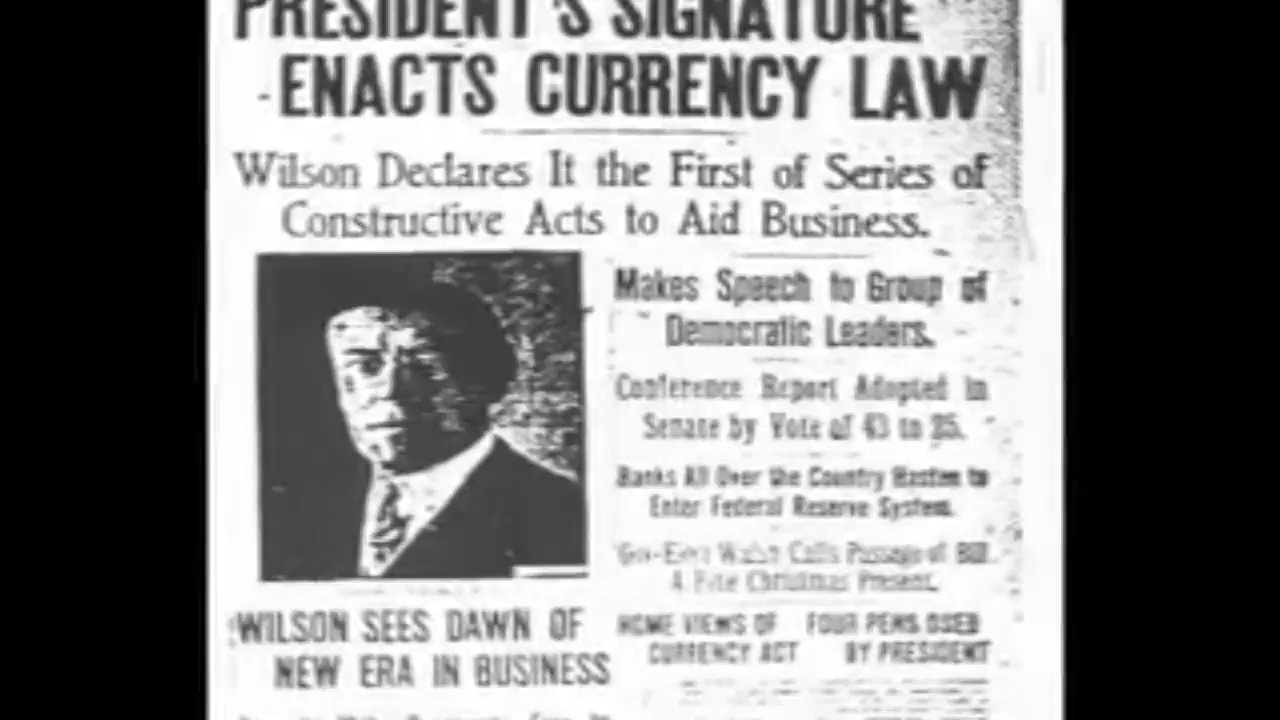 PRESIDENT'S SIGNATURE
ENACTS CURRENCY LAW
Wilson Declares It the First of Series of
Constructive Acts to Aid Business.
Makes Speech to Group of
Democratic Leaders.
Conference Report Adopted in
Senate by Vote of 43 to 25.
Banks All Over the Country Hasten to
Enter Federal Reserve System.
Gov-Elect Walsh Calls Passage of Bill
A Fine Christmas Present.
WILSON SEES DAWN OF
NEW ERA IN BUSINESS
HOME VIEWS OF
CURRENCY ACT
FOUR PENS USED
BY PRESIDENT